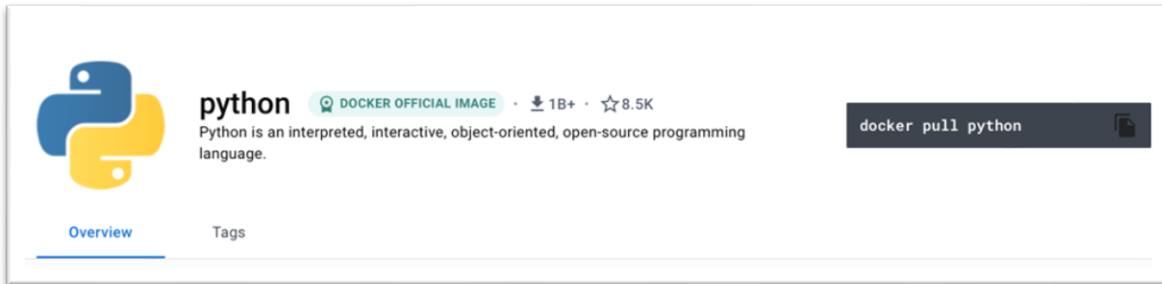 python DOCKER OFFICIAL IMAGE · 1B+ · 8.5K
Python is an interpreted, interactive, object-oriented, open-source programming
language.
docker pull python
Overview Tags